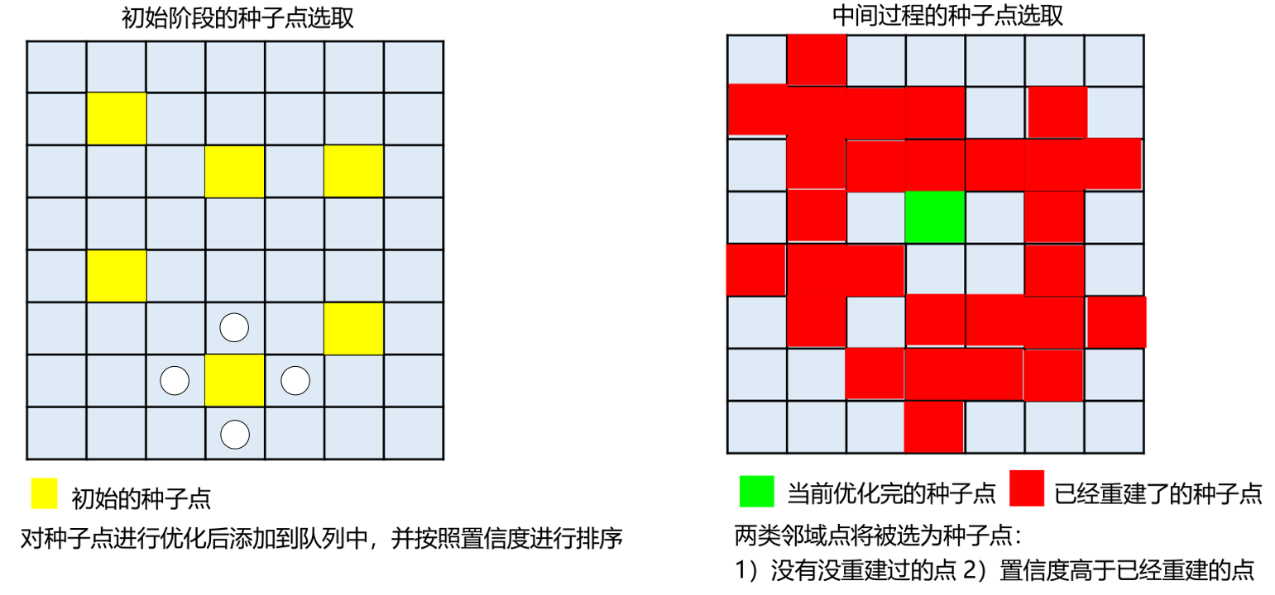 初始阶段的种子点选取
中间过程的种子点选取
初始的种子点
对种子点进行优化后添加到队列中，并按照置信度进行排序
当前优化完的种子点
已经重建了的种子点
两类邻域点将被选为种子点：
1）没有没重建过的点 2）置信度高于已经重建的点